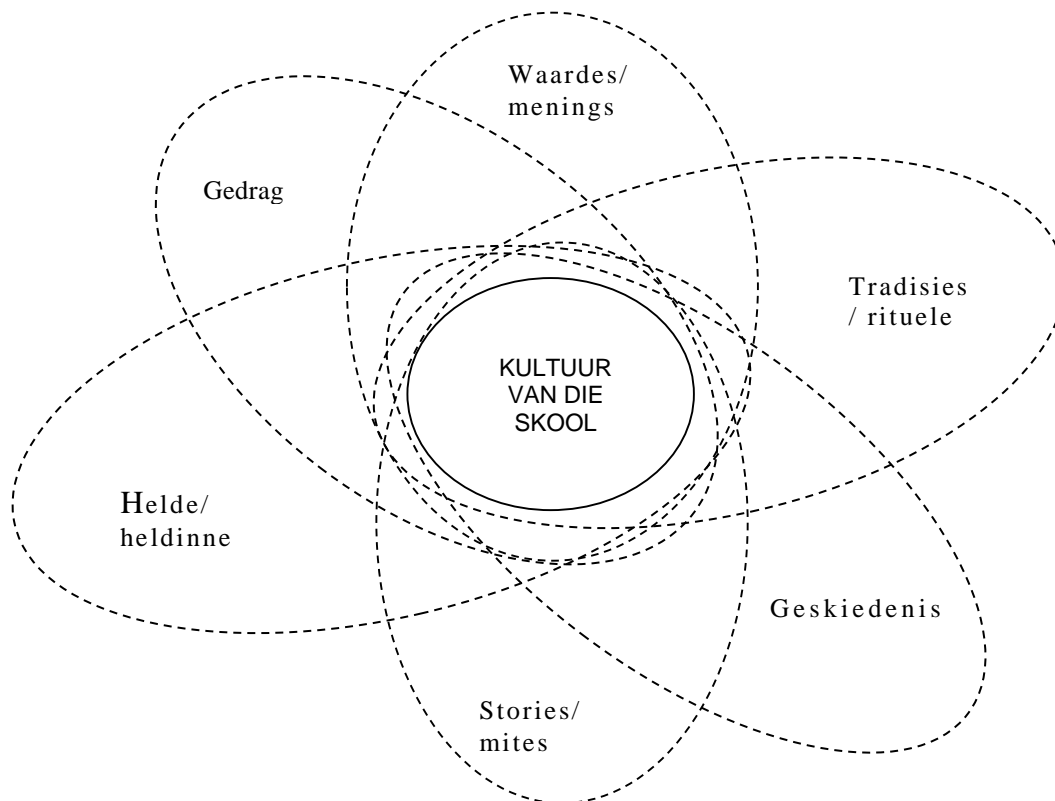 Waardes/
menings
Gedrag
Tradisies
/ rituele
KULTUUR
VAN DIE
SKOOL
Helde/
heldinne
Geskiedenis
Stories/
mites